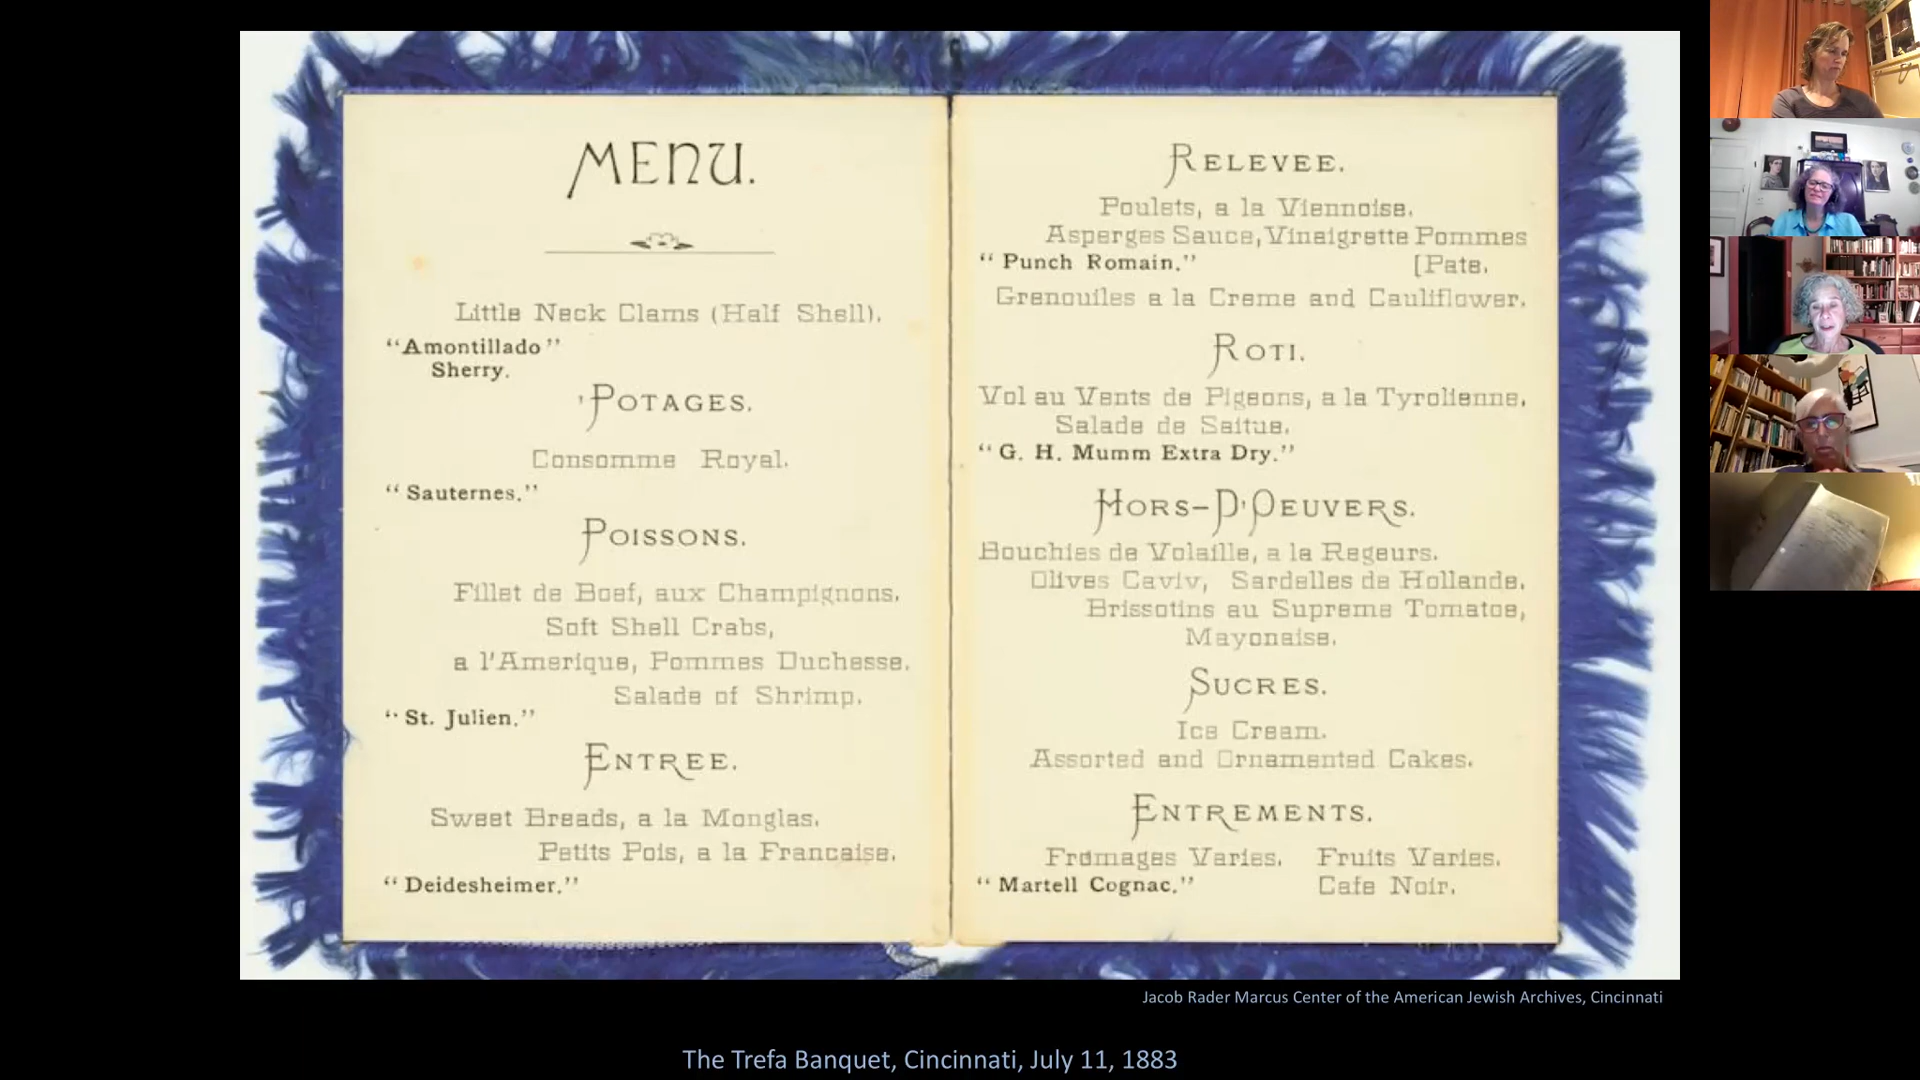 MENU.
Little Neck Clams (Half Shell).
“Amontillado”
Sherry.
'POTAGES.
Consomme Royal.
“Sauternes.”
POISSONS.
Fillet de Boef, aux Champignons.
Soft Shell Crabs,
a l'Amerique, Pommes Duchesse.
Salade of Shrimp.
“St. Julien.”
ENTREE.
Sweet Breads, a la Monglas.
Petits Pois, a la Francaise.
“Deidesheimer.”
RELEVEE.
Poulets, a la Viennoise.
Asperges Sauce, Vinaigrette Pommes
“Punch Romain.” [Pate.
Grenouiles a la Creme and Cauliflower.
ROTI.
Vol au Vents de Pigeons, a la Tyrolienne.
Salade de Saitue.
“G. H. Mumm Extra Dry.”
HORS-D'OEUVERS.
Bouchies de Volaille, a la Regeurs.
Olives Caviv, Sardelles de Hollande.
Brissotins au Supreme Tomatoe,
Mayonaise.
SUCRES.
Ice Cream.
Assorted and Ornamented Cakes.
ENTREMENTS.
Fromages Varies. Fruits Varies.
“Martell Cognac.” Cafe Noir.
Jacob Rader Marcus Center of the American Jewish Archives, Cincinnati
The Trefa Banquet, Cincinnati, July 11, 1883